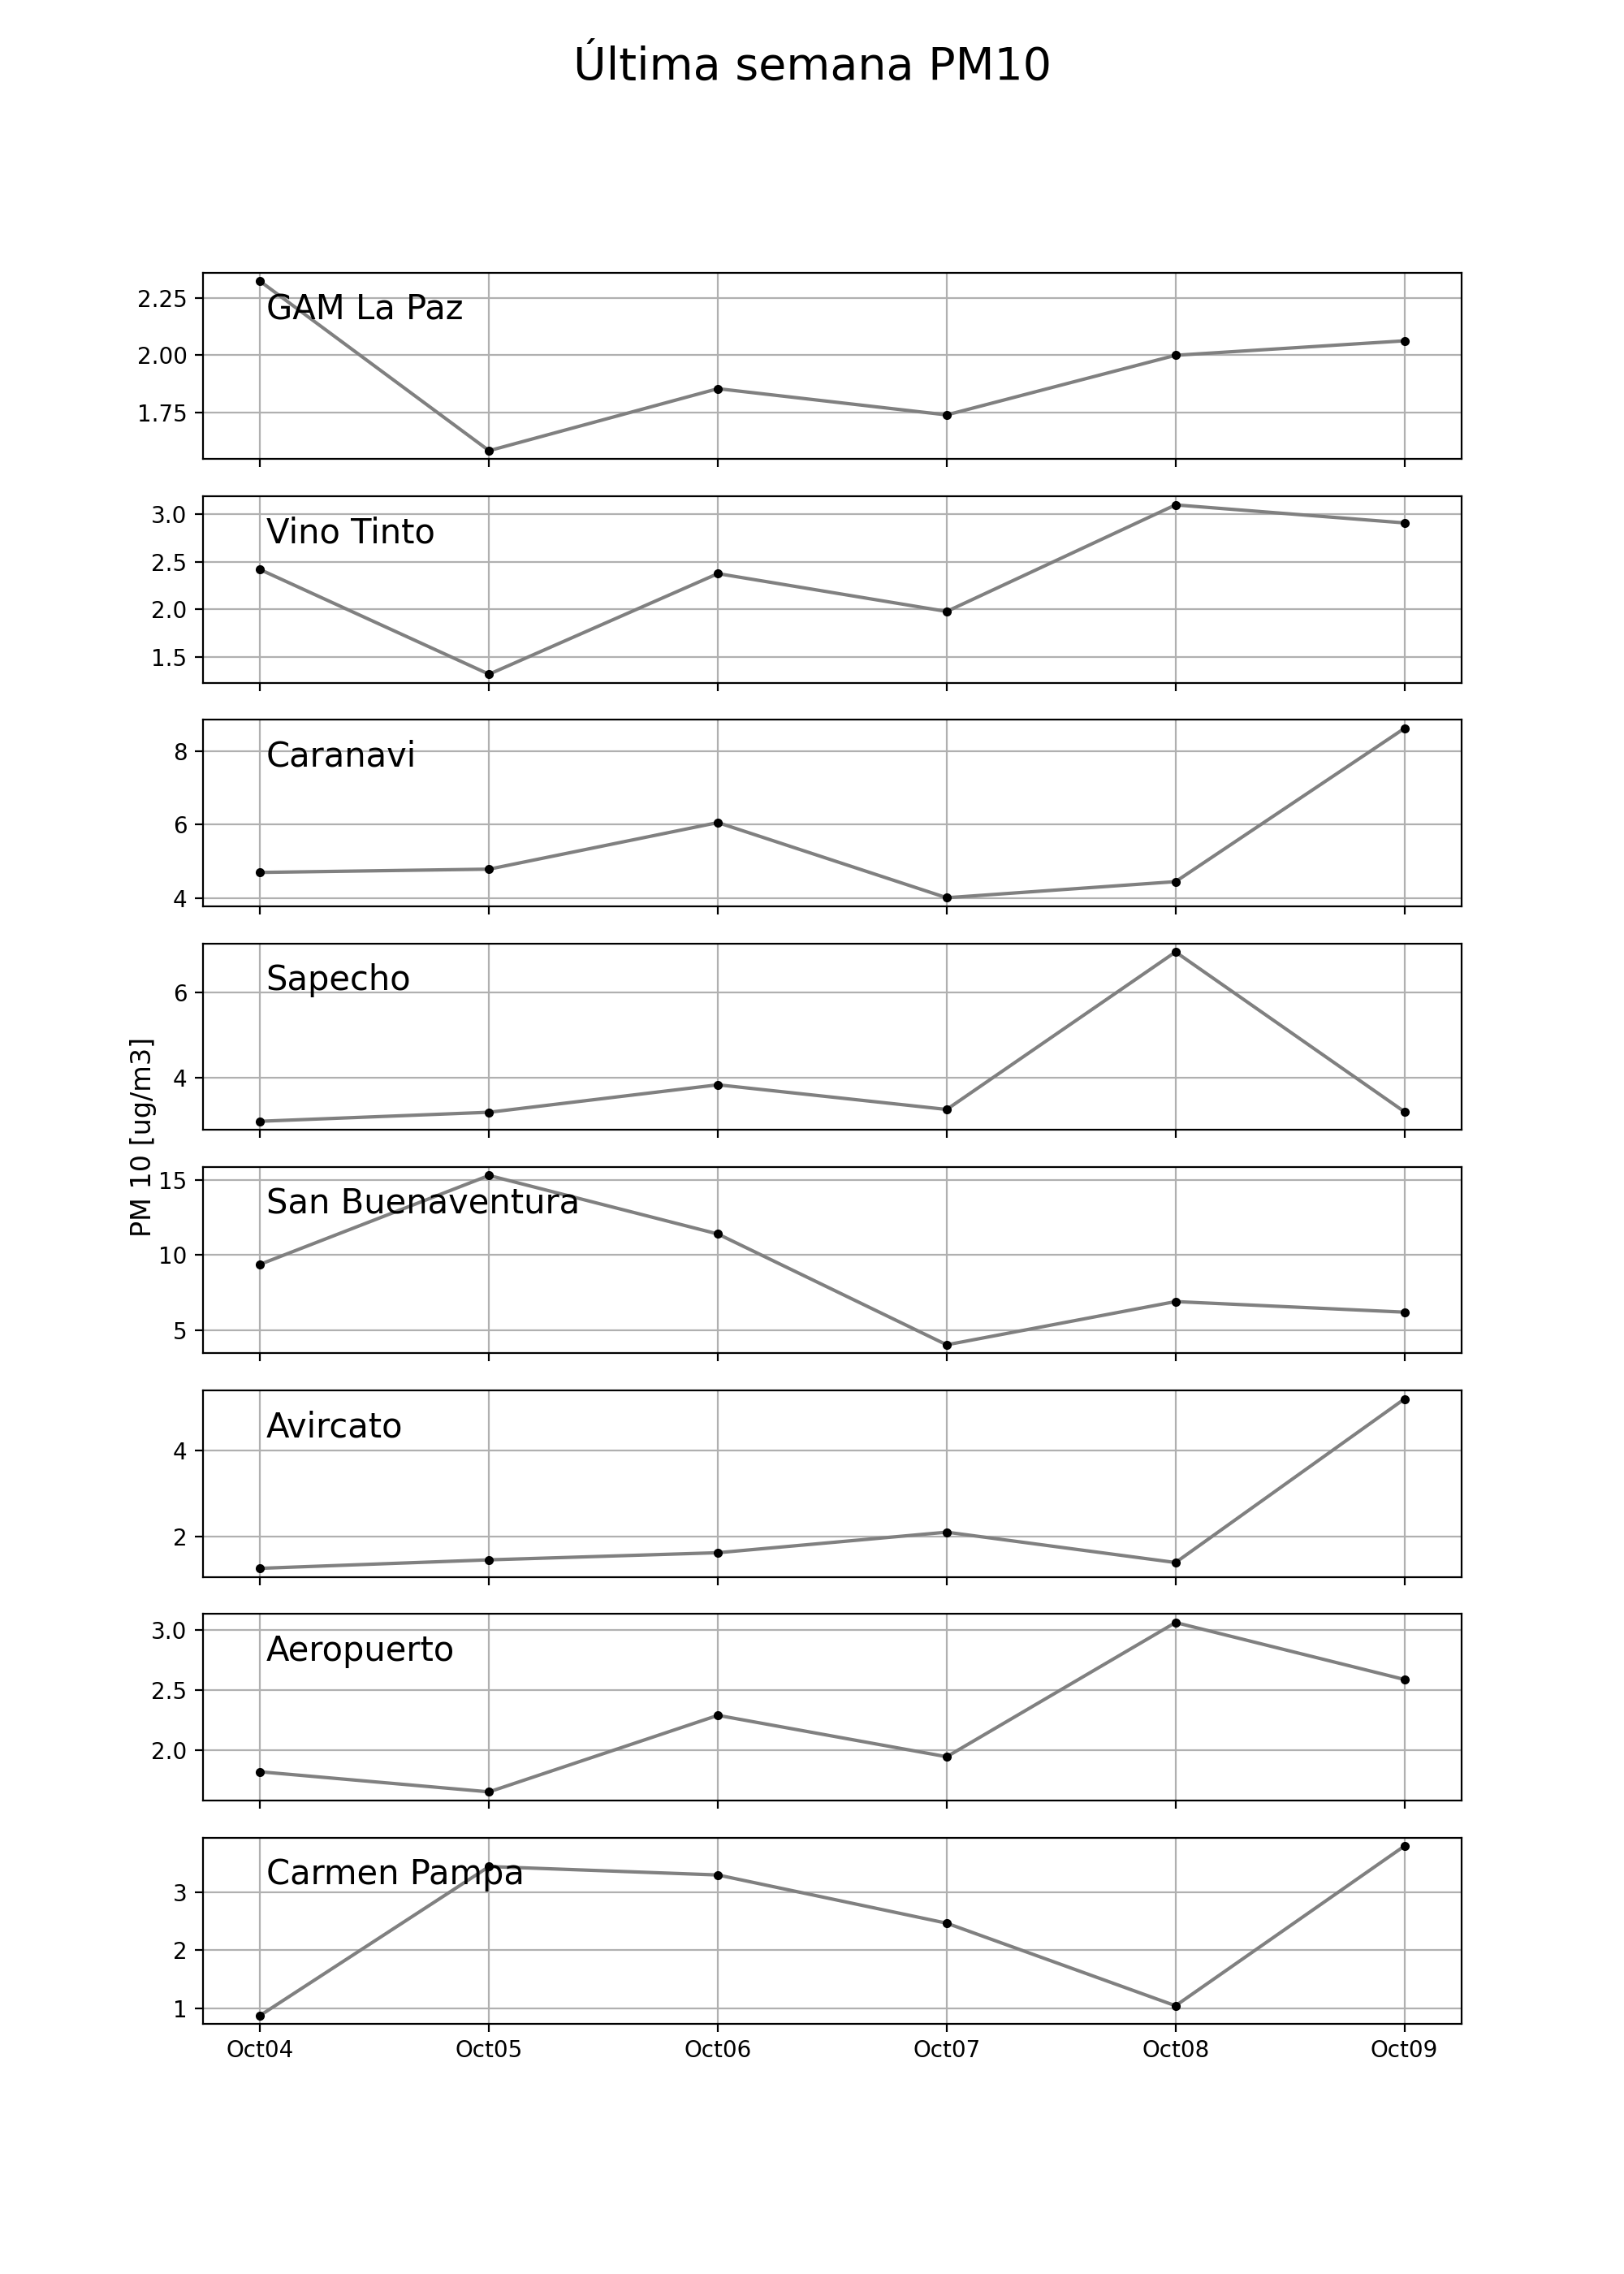 Última semana PM10
GAM La Paz
2.25
2.00
1.75
Vino Tinto
3.0
2.5
2.0
1.5
Caranavi
8
6
4
Sapecho
6
4
PM 10 [ug/m3]
San Buenaventura
15
10
5
Avircato
4
2
Aeropuerto
3.0
2.5
2.0
Carmen Pampa
3
2
1
Oct04 Oct05 Oct06 Oct07 Oct08 Oct09